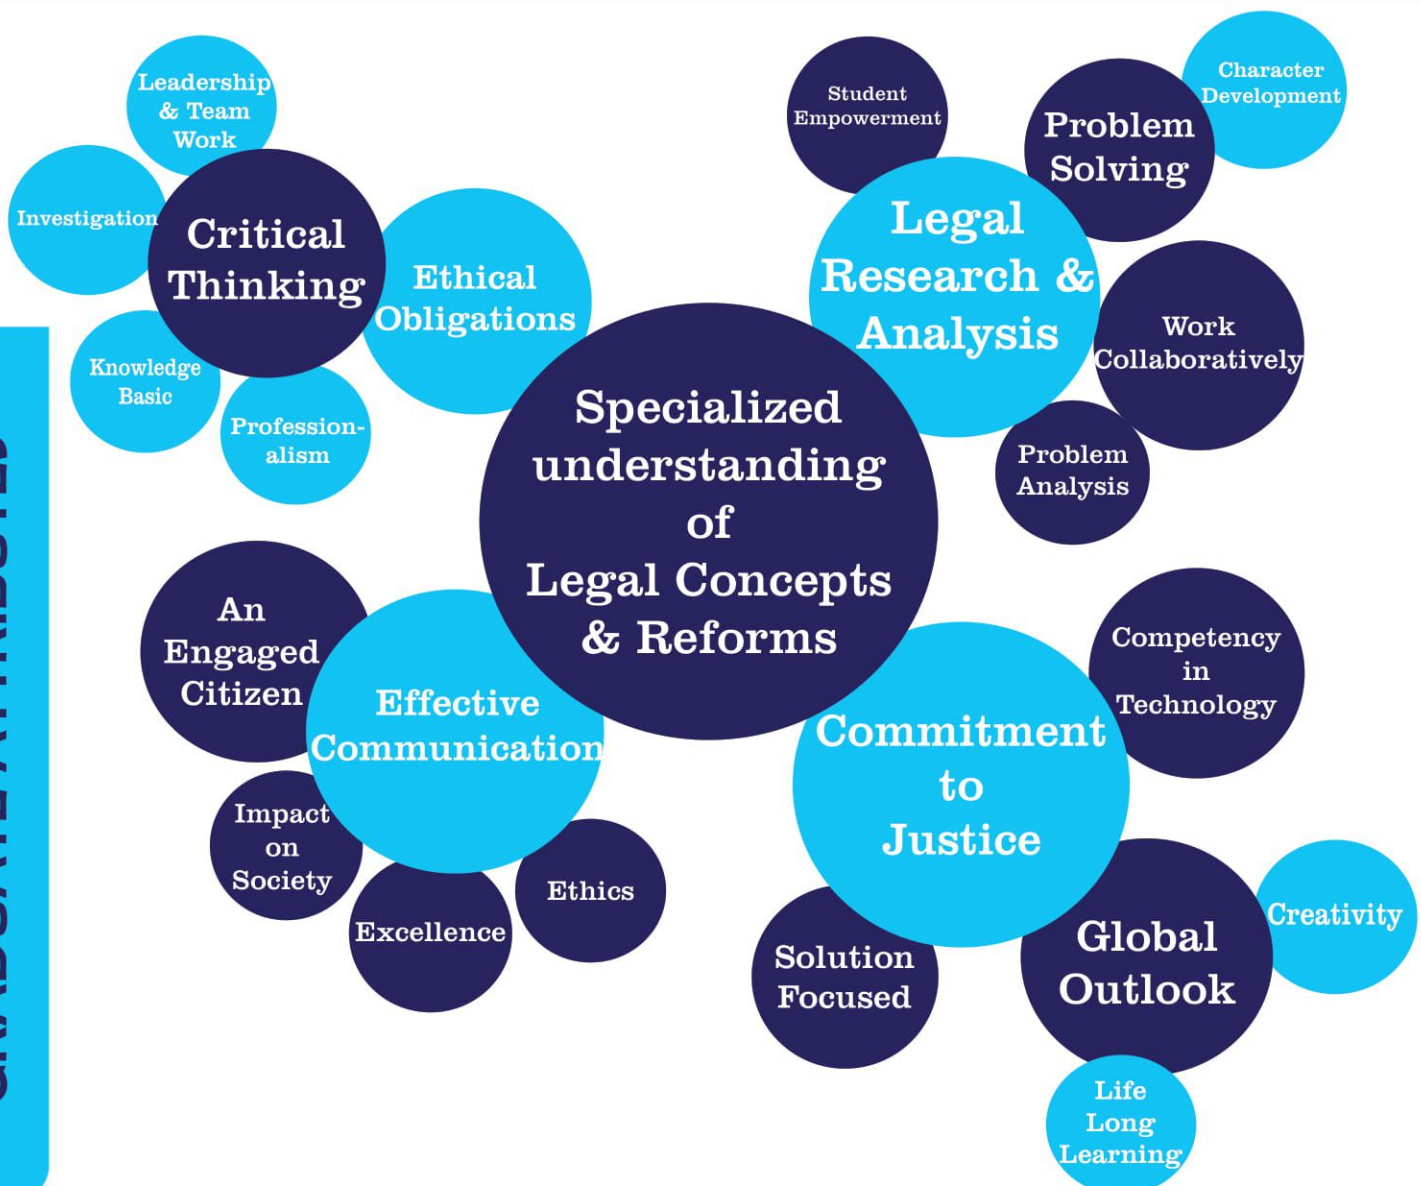 Leadership
& Team
Work
Investigation
Critical
Thinking
Knowledge
Basic
Profession-
alism
Ethical
Obligations
Student
Empowerment
Problem
Solving
Character
Development
Legal
Research &
Analysis
Work
Collaboratively
Problem
Analysis
Specialized
understanding
of
Legal Concepts
& Reforms
An
Engaged
Citizen
Effective
Communication
Impact
on
Society
Excellence
Ethics
Commitment
to
Justice
Competency
in
Technology
Solution
Focused
Global
Outlook
Creativity
Life
Long
Learning